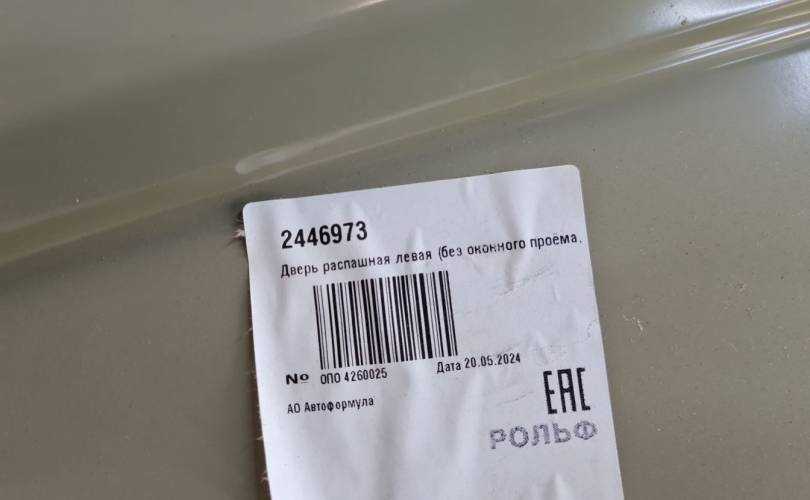 2446973
Дверь распашная левая (без оконного проёма,
№ ОПО 4260025 Дата 20.05.2024
АО Автоформула
EAC
РОЛЬФ